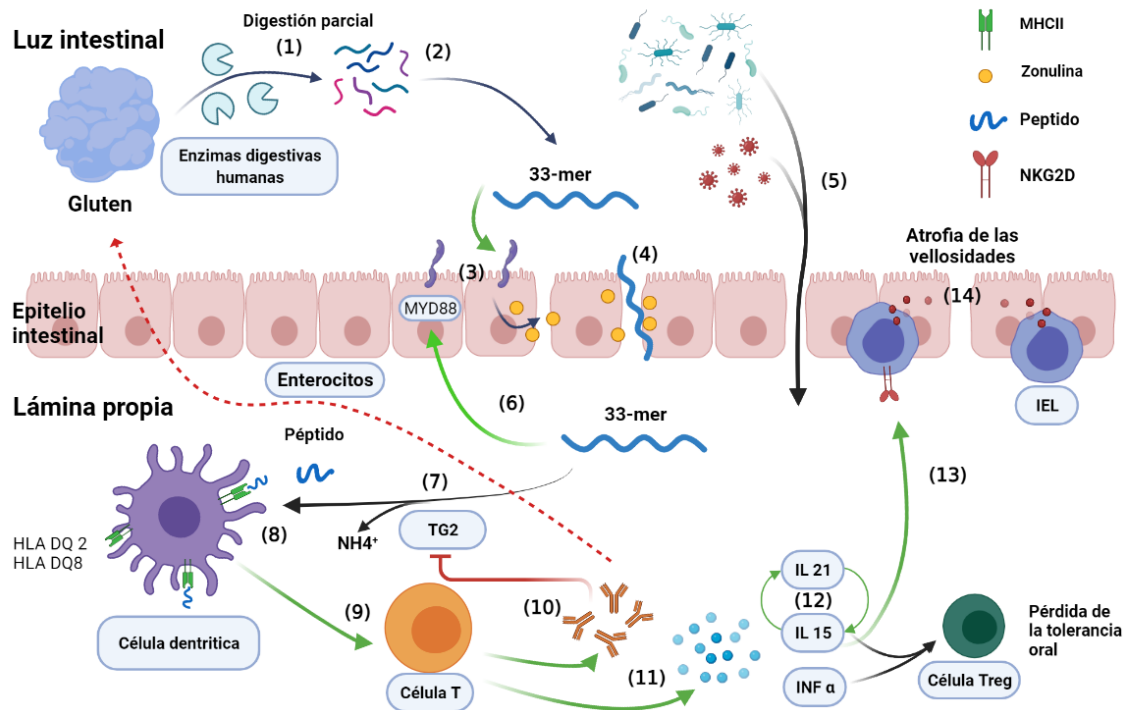 Luz intestinal
Digestión parcial
(1)
(2)
Enzimas digestivas
humanas
Gluten
33-mer
(5)
MHCII
Zonulina
Peptido
NKG2D
Atrofia de las
vellosidades
(3)
(4)
(14)
Epitelio
intestinal
MYD88
Enterocitos
IEL
Lámina propia
(6)
33-mer
Péptido
(7)
(13)
(8)
NH4⁺
TG2
HLA DQ 2
HLA DQ8
(9)
(10)
IL 21
(12)
IL 15
Pérdida de
la tolerancia
oral
Célula dentritica
(11)
Célula T
INF α
Célula Treg